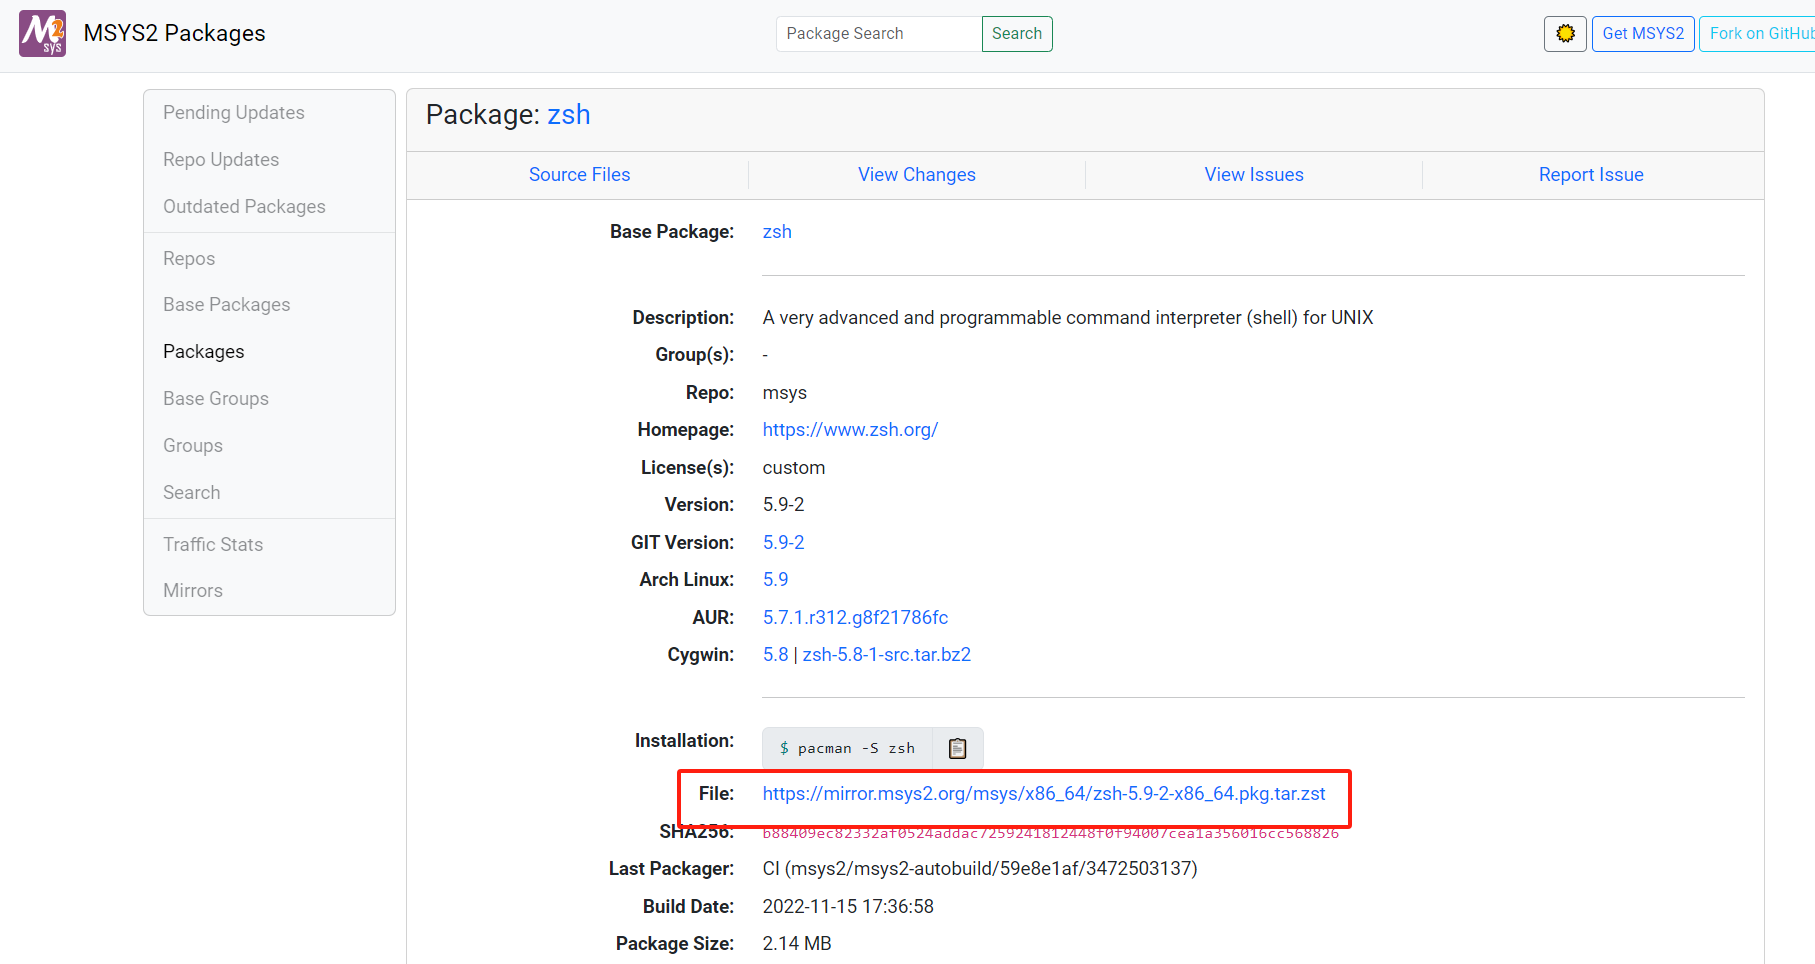 M2 sys MSYS2 Packages Package Search Search Get MSYS2 Fork on GitHub
Pending Updates
Repo Updates
Outdated Packages
Repos
Base Packages
Packages
Base Groups
Groups
Search
Traffic Stats
Mirrors
Package: zsh
Source Files View Changes View Issues Report Issue
Base Package: zsh
Description: A very advanced and programmable command interpreter (shell) for UNIX
Group(s): -
Repo: msys
Homepage: https://www.zsh.org/
License(s): custom
Version: 5.9-2
GIT Version: 5.9-2
Arch Linux: 5.9
AUR: 5.7.1.r312.g8f21786fc
Cygwin: 5.8 | zsh-5.8-1-src.tar.bz2
Installation: $ pacman -S zsh
File: https://mirror.msys2.org/msys/x86_64/zsh-5.9-2-x86_64.pkg.tar.zst
SHA256: b88409ec82332af0524addac7259241812448f0f94007cea1a356016cc568826
Last Packager: CI (msys2/msys2-autobuild/59e8e1af/3472503137)
Build Date: 2022-11-15 17:36:58
Package Size: 2.14 MB